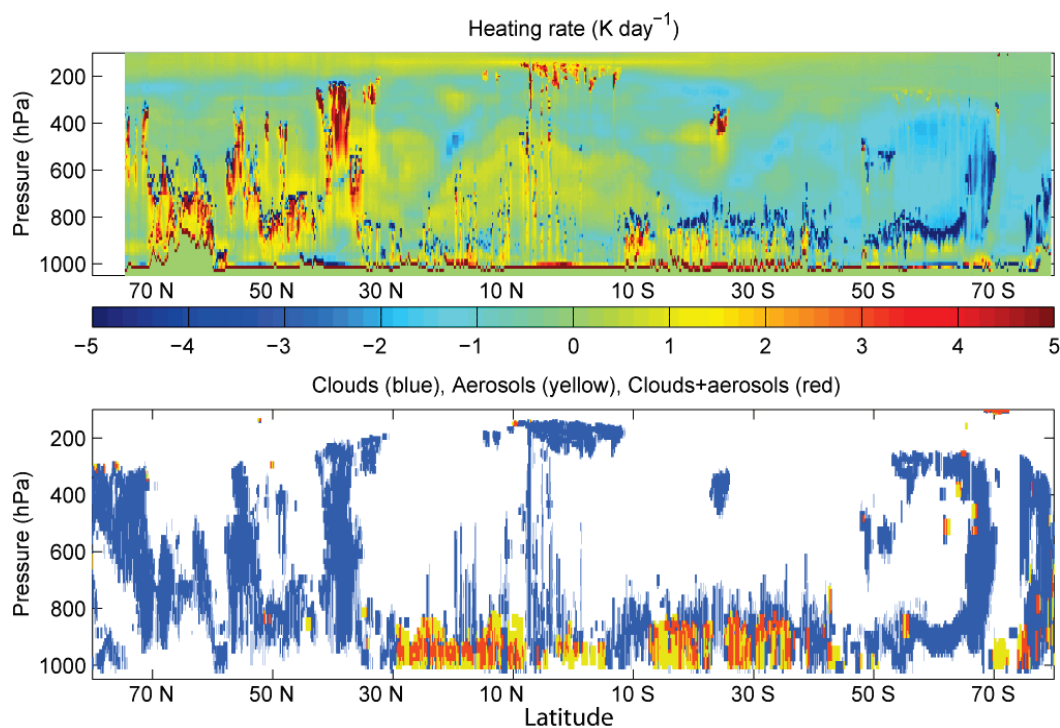 Heating rate (K day⁻¹)
Pressure (hPa)
200
400
600
800
1000
70 N 50 N 30 N 10 N 10 S 30 S 50 S 70 S
−5 −4 −3 −2 −1 0 1 2 3 4 5
Clouds (blue), Aerosols (yellow), Clouds+aerosols (red)
Pressure (hPa)
200
400
600
800
1000
70 N 50 N 30 N 10 N 10 S 30 S 50 S 70 S
Latitude